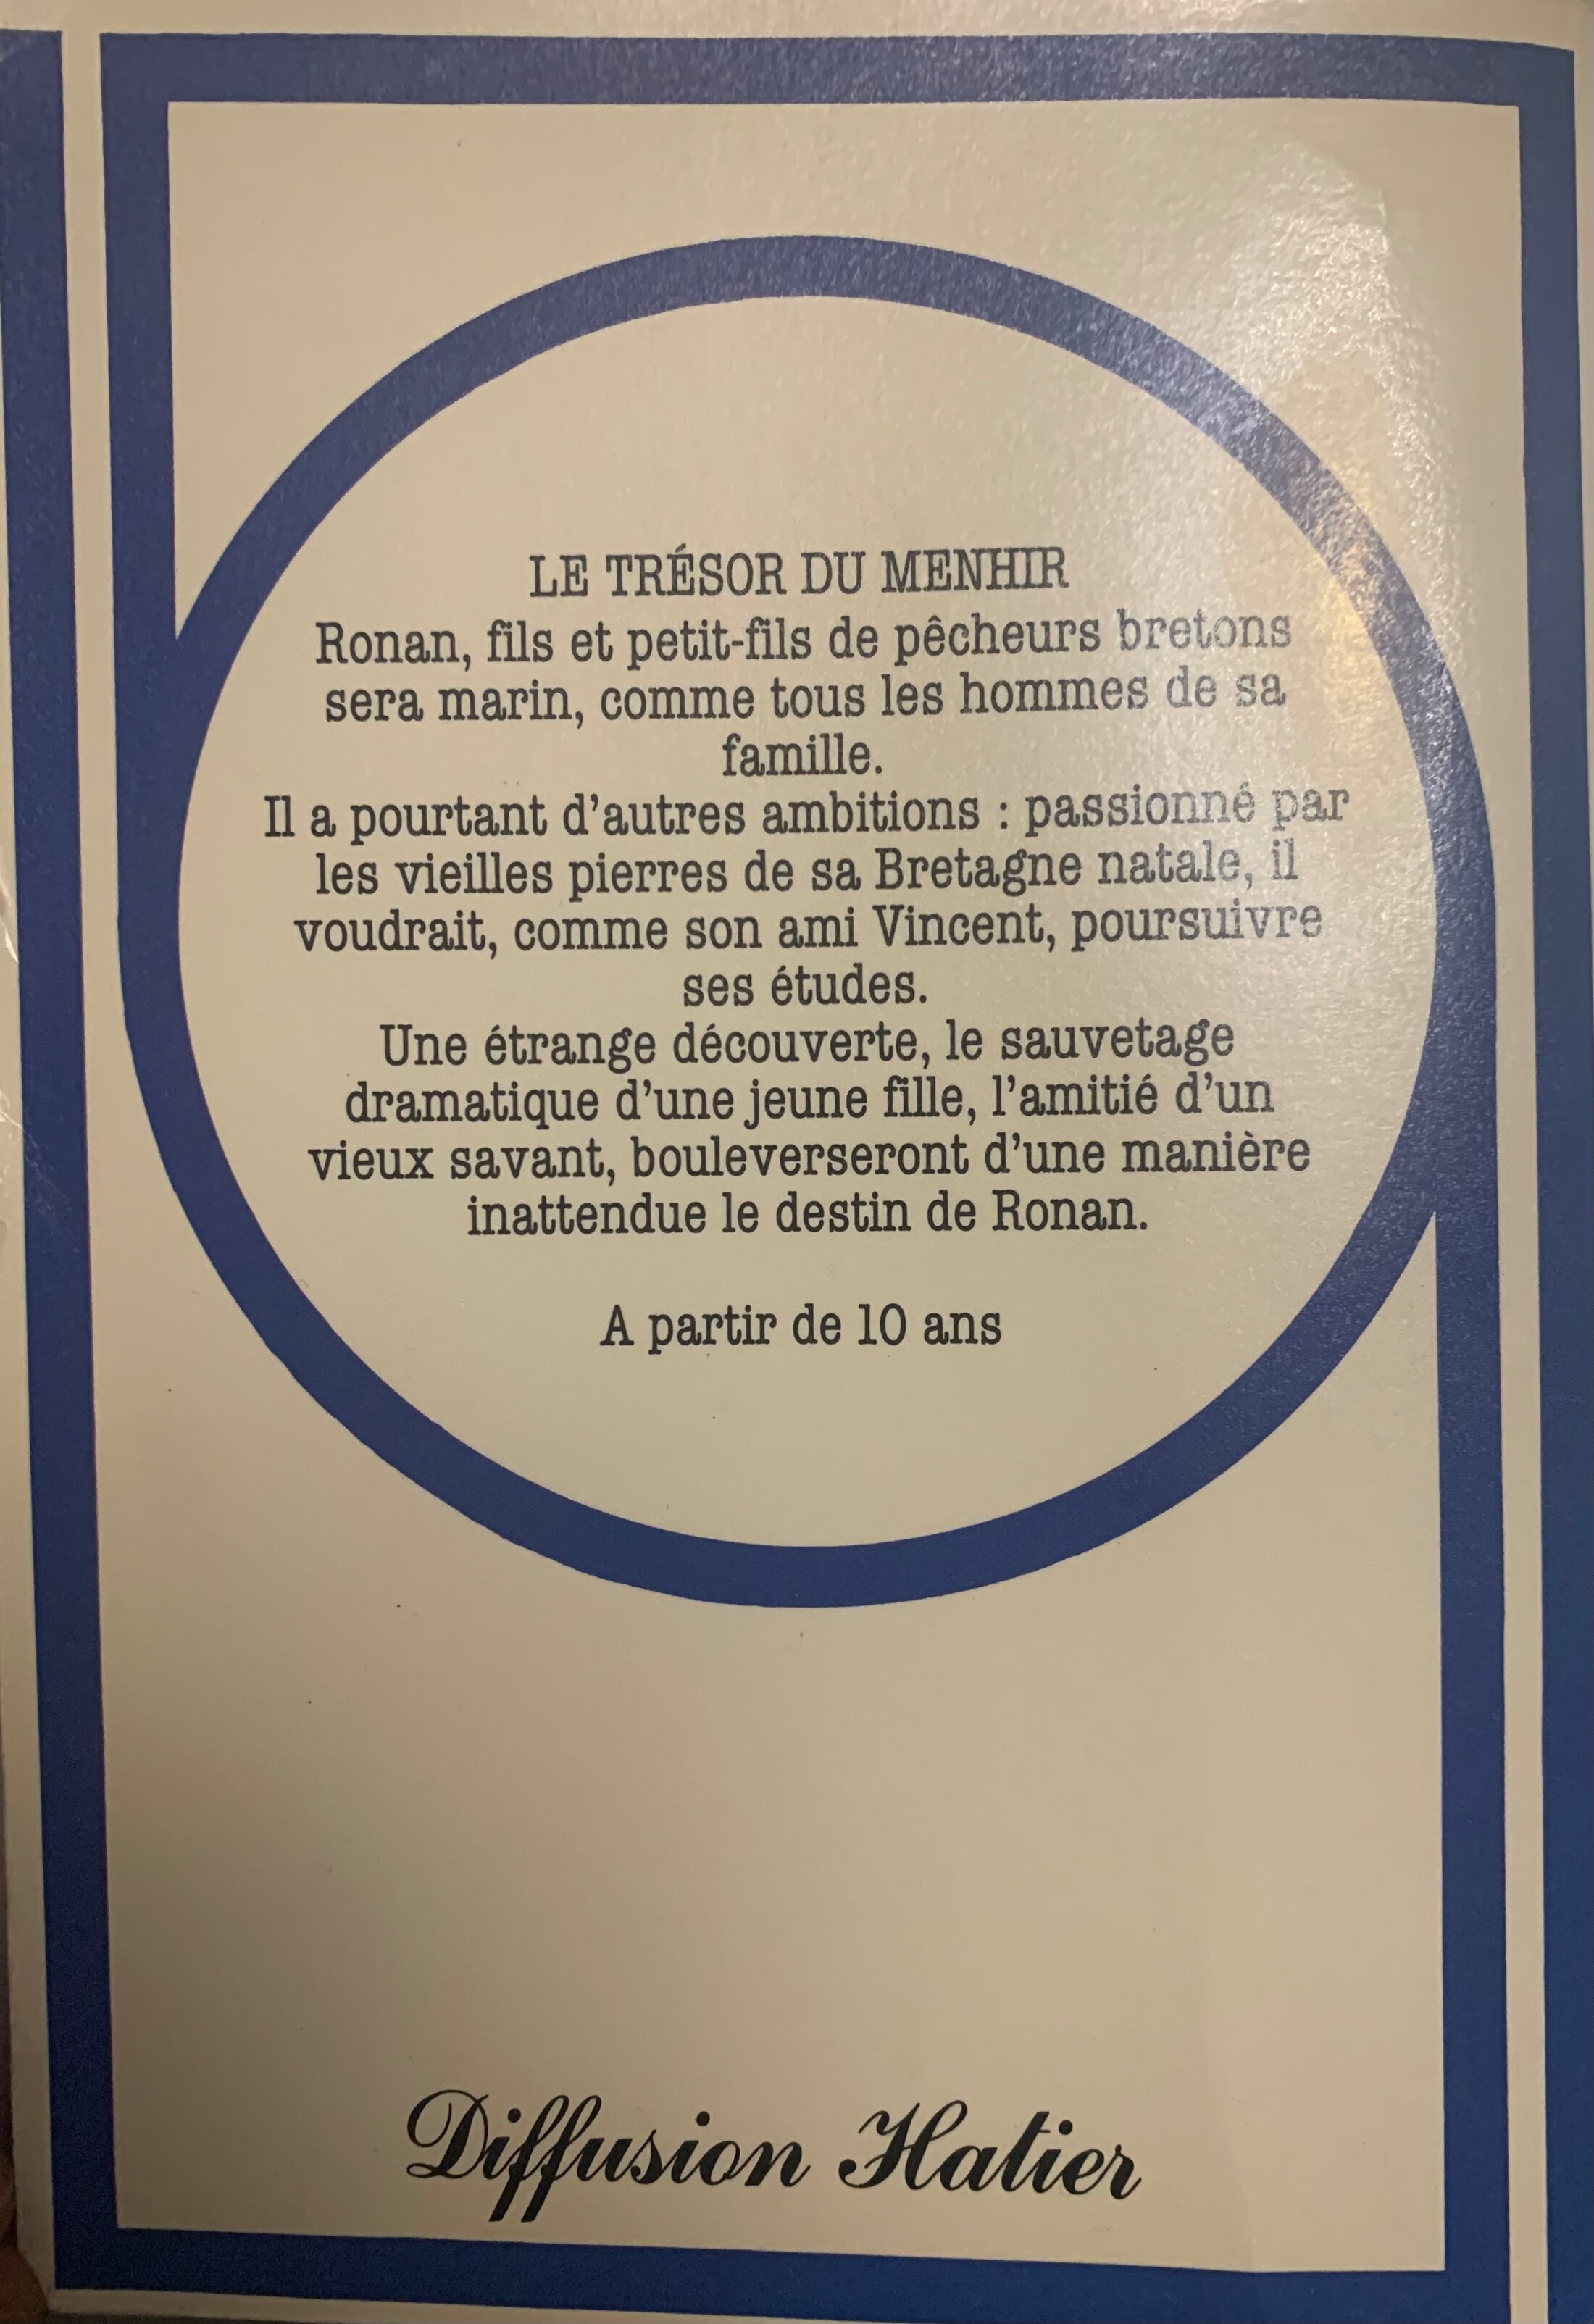 LE TRÉSOR DU MENHIR
Ronan, fils et petit-fils de pêcheurs bretons
sera marin, comme tous les hommes de sa
famille.
Il a pourtant d'autres ambitions : passionné par
les vieilles pierres de sa Bretagne natale, il
voudrait, comme son ami Vincent, poursuivre
ses études.
Une étrange découverte, le sauvetage
dramatique d'une jeune fille, l'amitié d'un
vieux savant, bouleverseront d'une manière
inattendue le destin de Ronan.
A partir de 10 ans
Diffusion Hatier